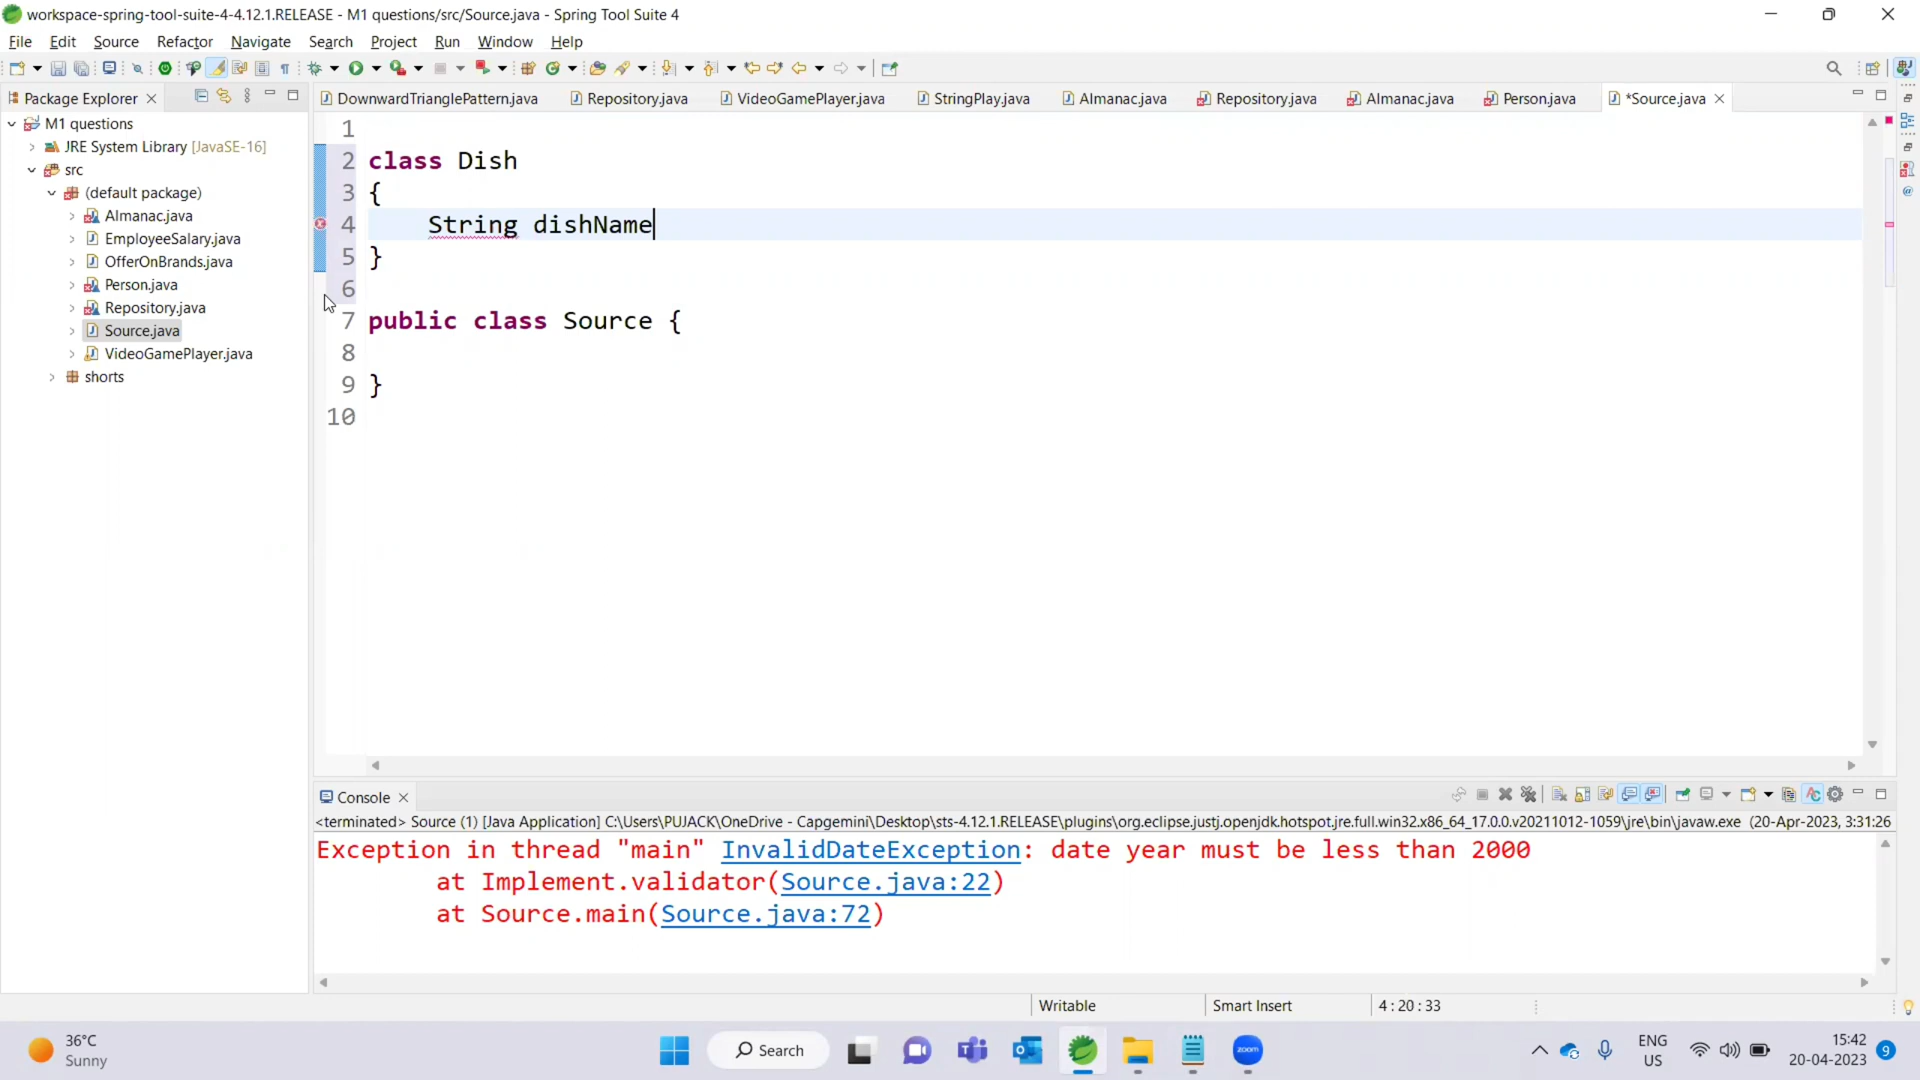 workspace-spring-tool-suite-4-4.12.1.RELEASE - M1 questions/src/Source.java - Spring Tool Suite 4
File Edit Source Refactor Navigate Search Project Run Window Help
Package Explorer
DownwardTrianglePattern.java Repository.java VideoGamePlayer.java StringPlay.java Almanac.java Repository.java Almanac.java Person.java *Source.java
M1 questions
JRE System Library [JavaSE-16]
src
(default package)
Almanac.java
EmployeeSalary.java
OfferOnBrands.java
Person.java
Repository.java
Source.java
VideoGamePlayer.java
shorts
1
2 class Dish
3 {
4 String dishName
5 }
6
7 public class Source {
8
9 }
10
Console
<terminated> Source (1) [Java Application] C:\Users\PUJACK\OneDrive - Capgemini\Desktop\sts-4.12.1.RELEASE\plugins\org.eclipse.justj.openjdk.hotspot.jre.full.win32.x86_64_17.0.0.v20211012-1059\jre\bin\javaw.exe (20-Apr-2023, 3:31:26
Exception in thread "main" InvalidDateException: date year must be less than 2000
at Implement.validator(Source.java:22)
at Source.main(Source.java:72)
Writable Smart Insert 4 : 20 : 33
36°C
Sunny
Search
zoom
ENG
US
15:42
20-04-2023
9